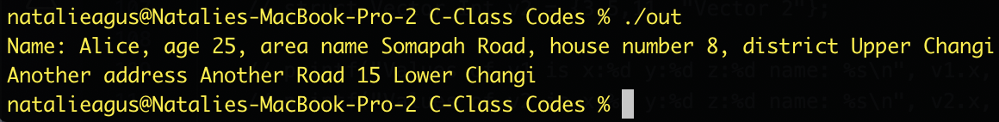 natalieagus@Natalies-MacBook-Pro-2 C-Class Codes % ./out
Name: Alice, age 25, area name Somapah Road, house number 8, district Upper Changi
Another address Another Road 15 Lower Changi
natalieagus@Natalies-MacBook-Pro-2 C-Class Codes %